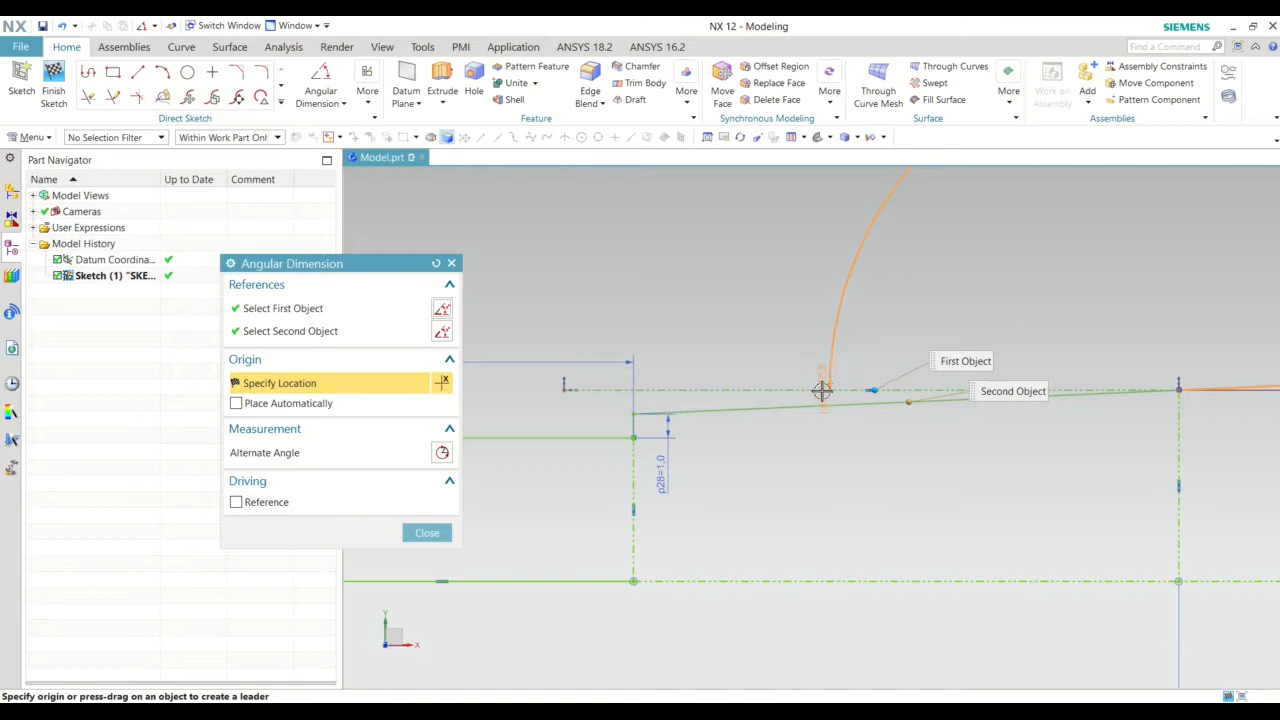 NX
Switch Window
Window
NX 12 - Modeling
SIEMENS
File
Home
Assemblies
Curve
Surface
Analysis
Render
View
Tools
PMI
Application
ANSYS 18.2
ANSYS 16.2
Find a Command
Sketch
Finish Sketch
Angular Dimension
More
Direct Sketch
Datum Plane
Extrude
Hole
Pattern Feature
Unite
Shell
Edge Blend
Chamfer
Trim Body
Draft
More
Feature
Move Face
Offset Region
Replace Face
Delete Face
More
Synchronous Modeling
Through Curve Mesh
Through Curves
Swept
Fill Surface
More
Surface
Work on Assembly
Add
Assembly Constraints
Move Component
Pattern Component
Assemblies
Menu
No Selection Filter
Within Work Part Onl
Part Navigator
Model.prt
Name
Up to Date
Comment
Model Views
Cameras
User Expressions
Model History
Datum Coordina...
Sketch (1) "SKE...
Angular Dimension
References
Select First Object
Select Second Object
Origin
Specify Location
Place Automatically
Measurement
Alternate Angle
Driving
Reference
Close
First Object
Second Object
p28=1.0
Y
X
Specify origin or press-drag on an object to create a leader